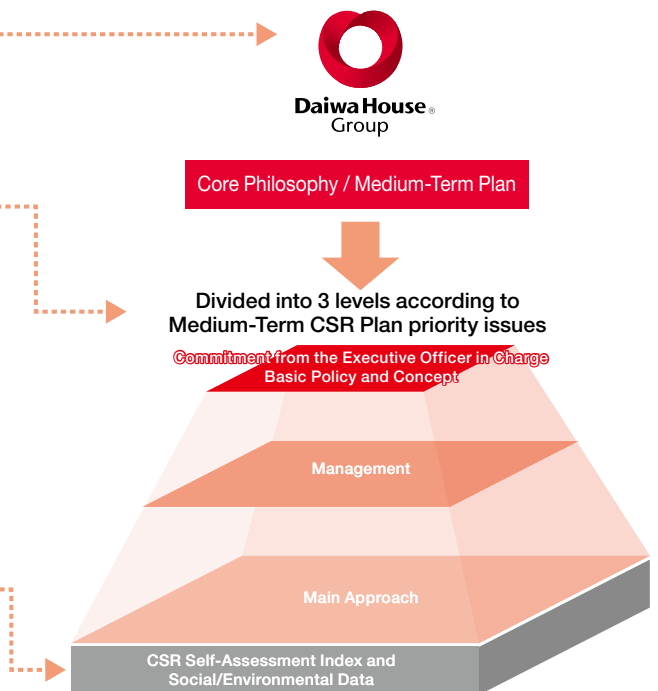 Daiwa House®
Group
Core Philosophy / Medium-Term Plan
Divided into 3 levels according to
Medium-Term CSR Plan priority issues
Commitment from the Executive Officer in Charge
Basic Policy and Concept
Management
Main Approach
CSR Self-Assessment Index and
Social/Environmental Data